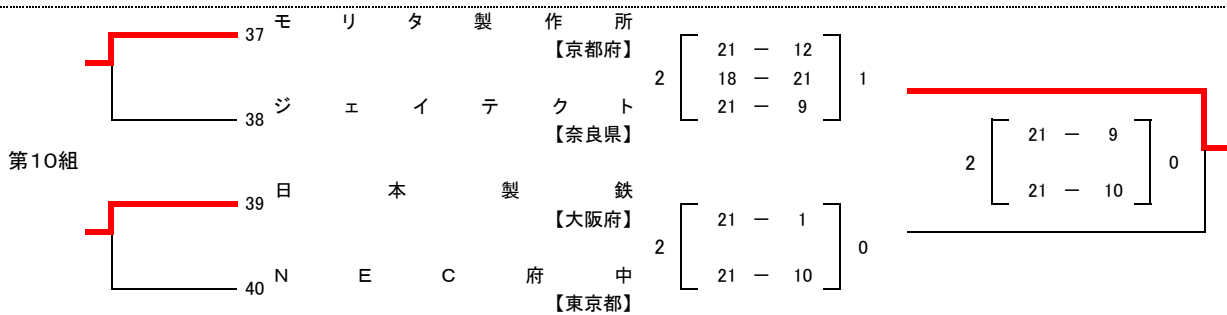 37 モリタ製作所
【京都府】
2 21 － 12 1
18 － 21
21 － 9
38 ジェイテクト
【奈良県】
第10組
2 21 － 9 0
21 － 10
39 日本製鉄
【大阪府】
2 21 － 1 0
21 － 10
40 NEC府中
【東京都】